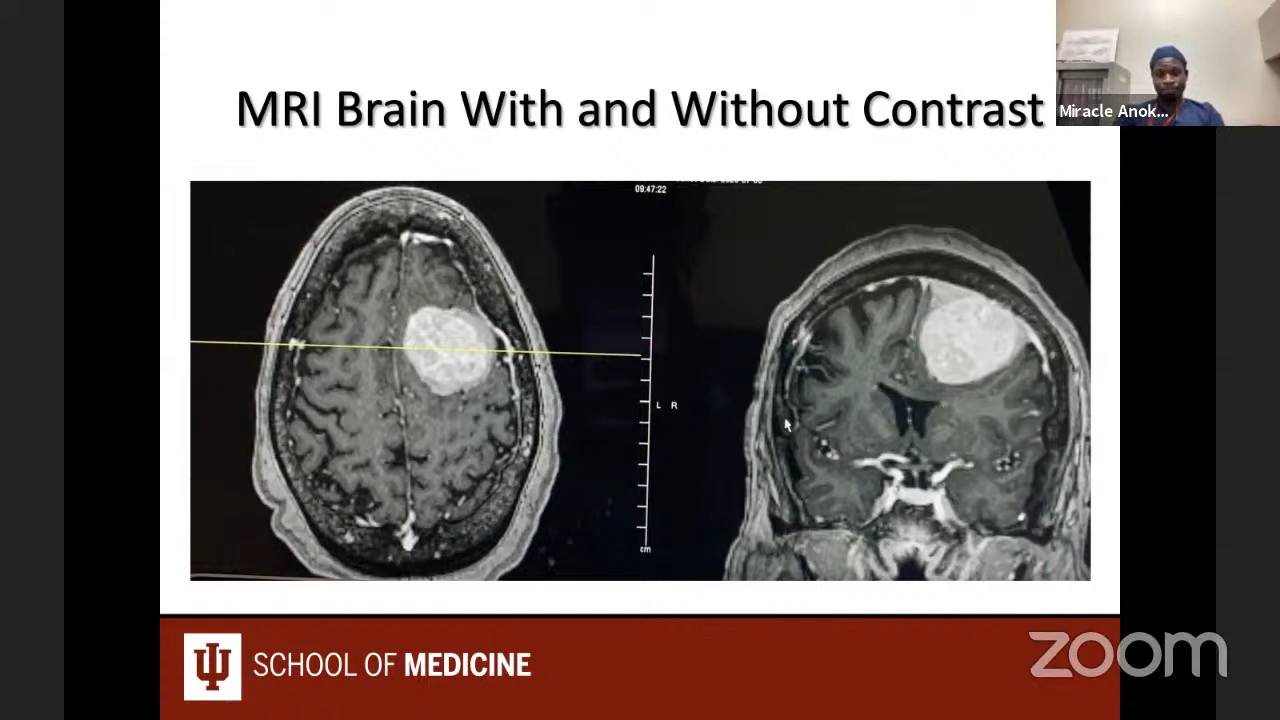 MRI Brain With and Without Contrast
Miracle Anok...
09:47:22
L R
cm
SCHOOL OF MEDICINE
zoom